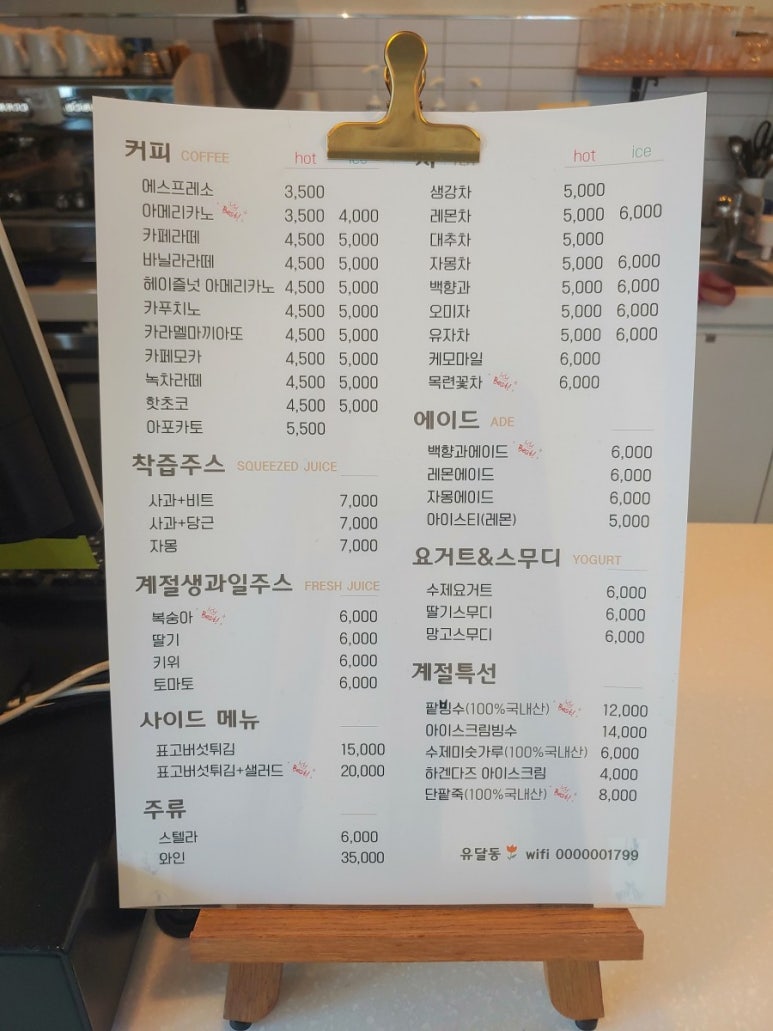 커피 COFFEE hot
에스프레소 3,500
아메리카노 Best! 3,500 4,000
카페라떼 4,500 5,000
바닐라라떼 4,500 5,000
헤이즐넛 아메리카노 4,500 5,000
카푸치노 4,500 5,000
카라멜마끼아또 4,500 5,000
카페모카 4,500 5,000
녹차라떼 4,500 5,000
핫초코 4,500 5,000
아포카토 5,500
착즙주스 SQUEEZED JUICE
사과+비트 7,000
사과+당근 7,000
자몽 7,000
계절생과일주스 FRESH JUICE
복숭아 Best! 6,000
딸기 6,000
키위 6,000
토마토 6,000
사이드 메뉴
표고버섯튀김 15,000
표고버섯튀김+샐러드 Best! 20,000
주류
스텔라 6,000
와인 35,000
hot ice
생강차 5,000
레몬차 5,000 6,000
대추차 5,000
자몽차 5,000 6,000
백향과 5,000 6,000
오미자 5,000 6,000
유자차 5,000 6,000
케모마일 6,000
목련꽃차 Best! 6,000
에이드 ADE
백향과에이드 Best! 6,000
레몬에이드 6,000
자몽에이드 6,000
아이스티(레몬) 5,000
요거트&스무디 YOGURT
수제요거트 6,000
딸기스무디 6,000
망고스무디 6,000
계절특선
팥빙수(100%국내산) Best! 12,000
아이스크림빙수 14,000
수제미숫가루(100%국내산) 6,000
하겐다즈 아이스크림 4,000
단팥죽(100%국내산) Best! 8,000
유달동 wifi 0000001799